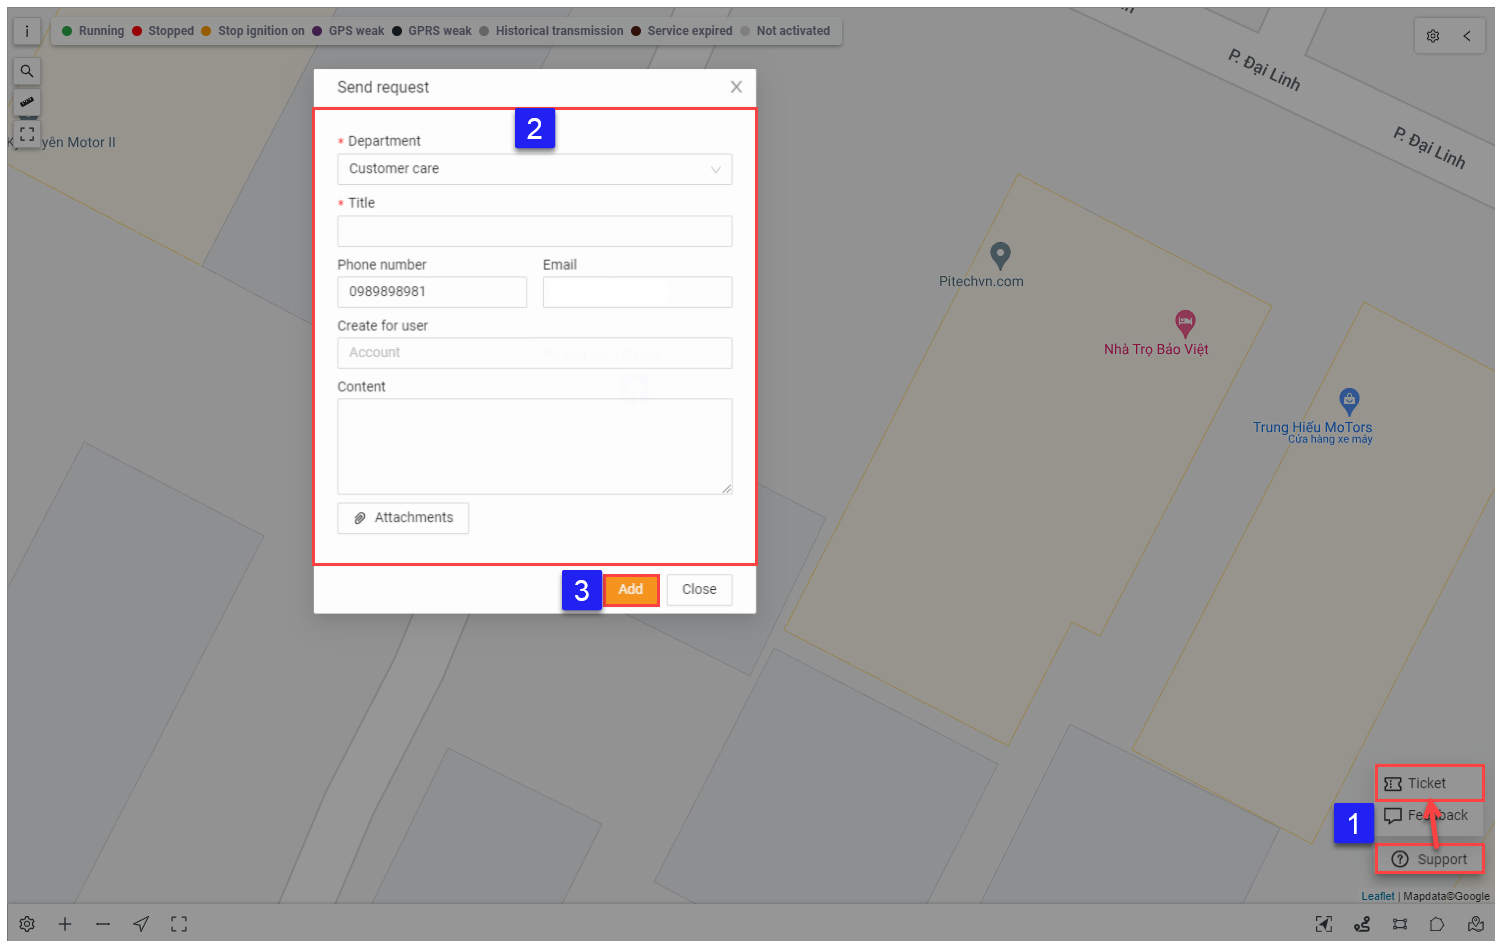 i
Running Stopped Stop ignition on GPS weak GPRS weak Historical transmission Service expired Not activated
P. Đại Linh
P. Đại Linh
yên Motor II
Send request
2
* Department
Customer care
* Title
Phone number Email
0989898981
Create for user
Account
Content
Attachments
3 Add Close
Pitechvn.com
Nhà Trọ Bảo Việt
Trung Hiếu MoTors
Cửa hàng xe máy
Ticket
1 Feedback
Support
Leaflet | Mapdata©Google